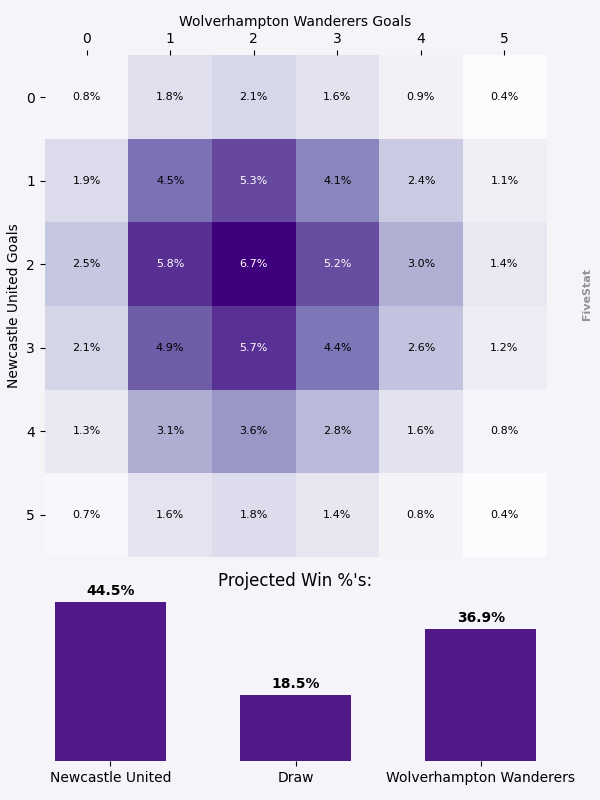 Wolverhampton Wanderers Goals
0 1 2 3 4 5
0 0.8% 1.8% 2.1% 1.6% 0.9% 0.4%
1 1.9% 4.5% 5.3% 4.1% 2.4% 1.1%
2 2.5% 5.8% 6.7% 5.2% 3.0% 1.4%
3 2.1% 4.9% 5.7% 4.4% 2.6% 1.2%
4 1.3% 3.1% 3.6% 2.8% 1.6% 0.8%
5 0.7% 1.6% 1.8% 1.4% 0.8% 0.4%
Newcastle United Goals
FiveStat
Projected Win %'s:
44.5% 18.5% 36.9%
Newcastle United Draw Wolverhampton Wanderers